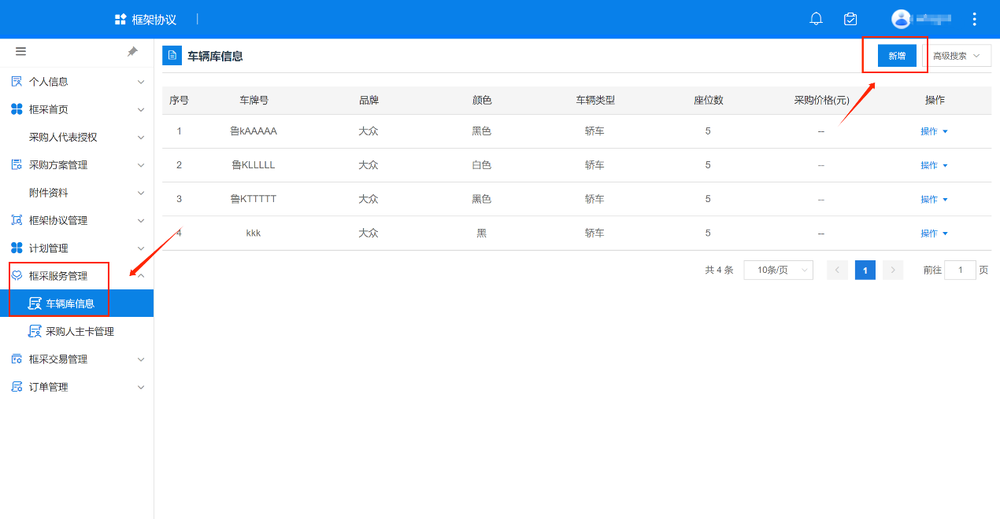 框架协议
车辆库信息
新增
高级搜索
个人信息
框采首页
采购人代表授权
采购方案管理
附件资料
框架协议管理
计划管理
框采服务管理
车辆库信息
采购人主卡管理
框采交易管理
订单管理
序号 车牌号 品牌 颜色 车辆类型 座位数 采购价格(元) 操作
1 鲁kAAAAA 大众 黑色 轿车 5 -- 操作
2 鲁KLLLLL 大众 白色 轿车 5 -- 操作
3 鲁KTTTTT 大众 黑色 轿车 5 -- 操作
4 kkk 大众 黑 轿车 5 -- 操作
共 4 条 10条/页 1 前往 1 页